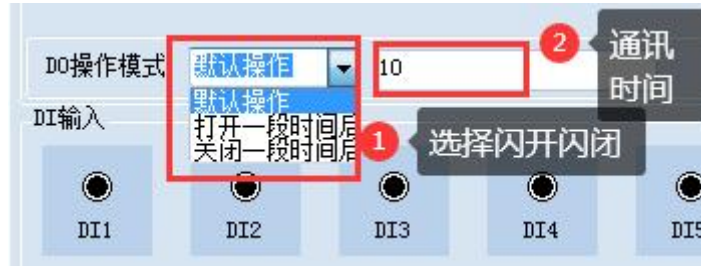 DO操作模式
默认操作
10
2
通讯
时间
默认操作
打开一段时间后
关闭一段时间后
1
选择闪开闪闭
DI输入
DI1
DI2
DI3
DI4
DI5